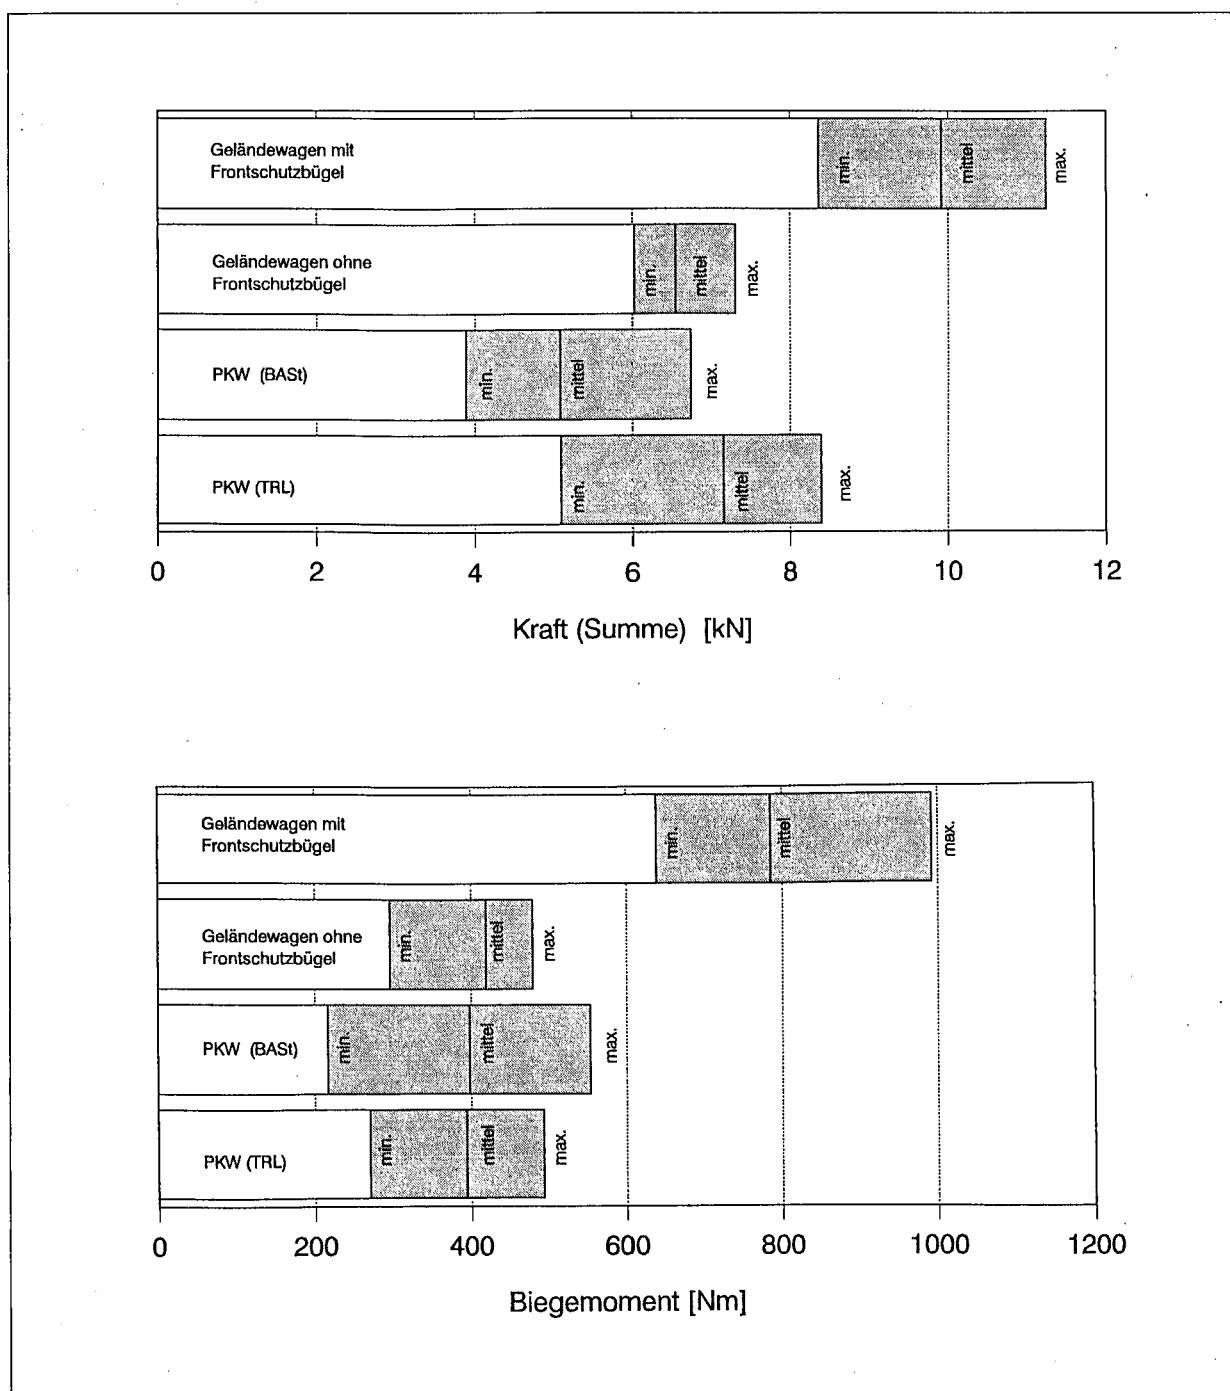 Geländewagen mit
Frontschutzbügel
min.
mittel
max.
Geländewagen ohne
Frontschutzbügel
min.
mittel
max.
PKW (BASt)
min.
mittel
max.
PKW (TRL)
min.
mittel
max.
0 2 4 6 8 10 12
Kraft (Summe) [kN]
Geländewagen mit
Frontschutzbügel
min.
mittel
max.
Geländewagen ohne
Frontschutzbügel
min.
mittel
max.
PKW (BASt)
min.
mittel
max.
PKW (TRL)
min.
mittel
max.
0 200 400 600 800 1000 1200
Biegemoment [Nm]